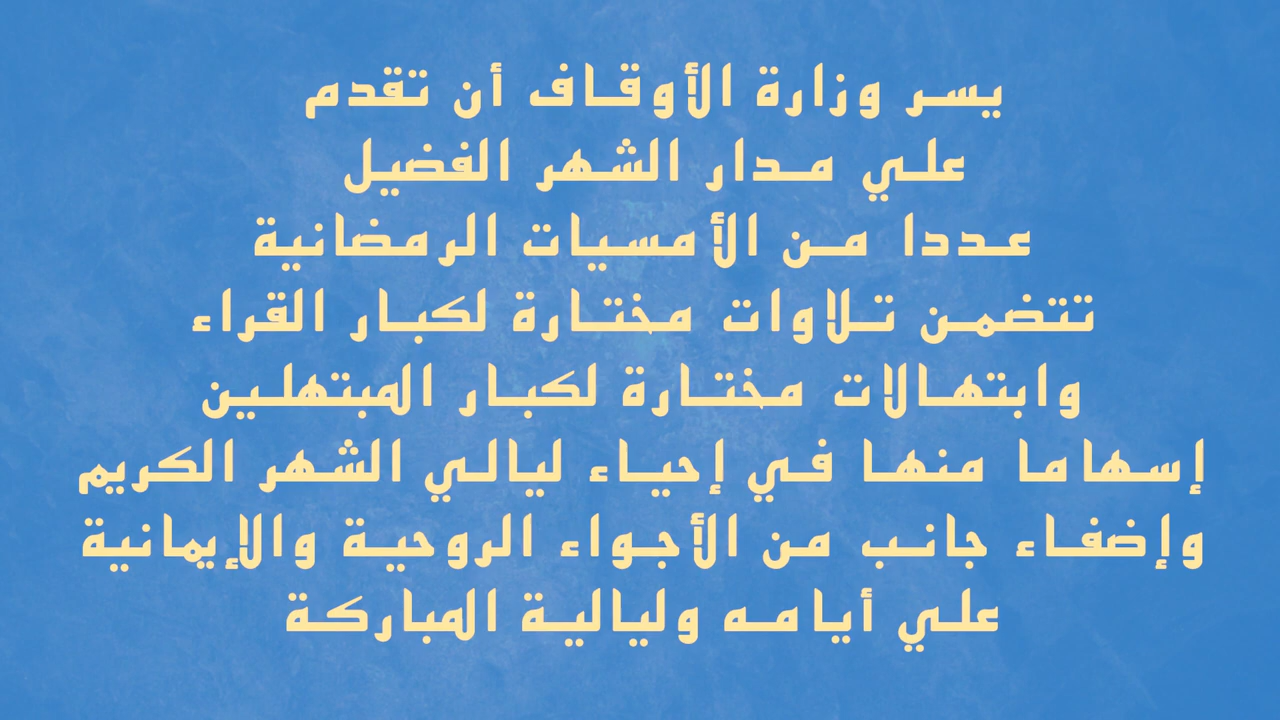 يسر وزارة الأوقاف أن تقدم
علي مدار الشهر الفضيل
عددا من الأمسيات الرمضانية
تتضمن تلاوات مختارة لكبار القراء
وابتهالات مختارة لكبار المبتهلين
إسهاما منها في إحياء ليالي الشهر الكريم
وإضفاء جانب من الأجواء الروحية والإيمانية
علي أيامه وليالية المباركة